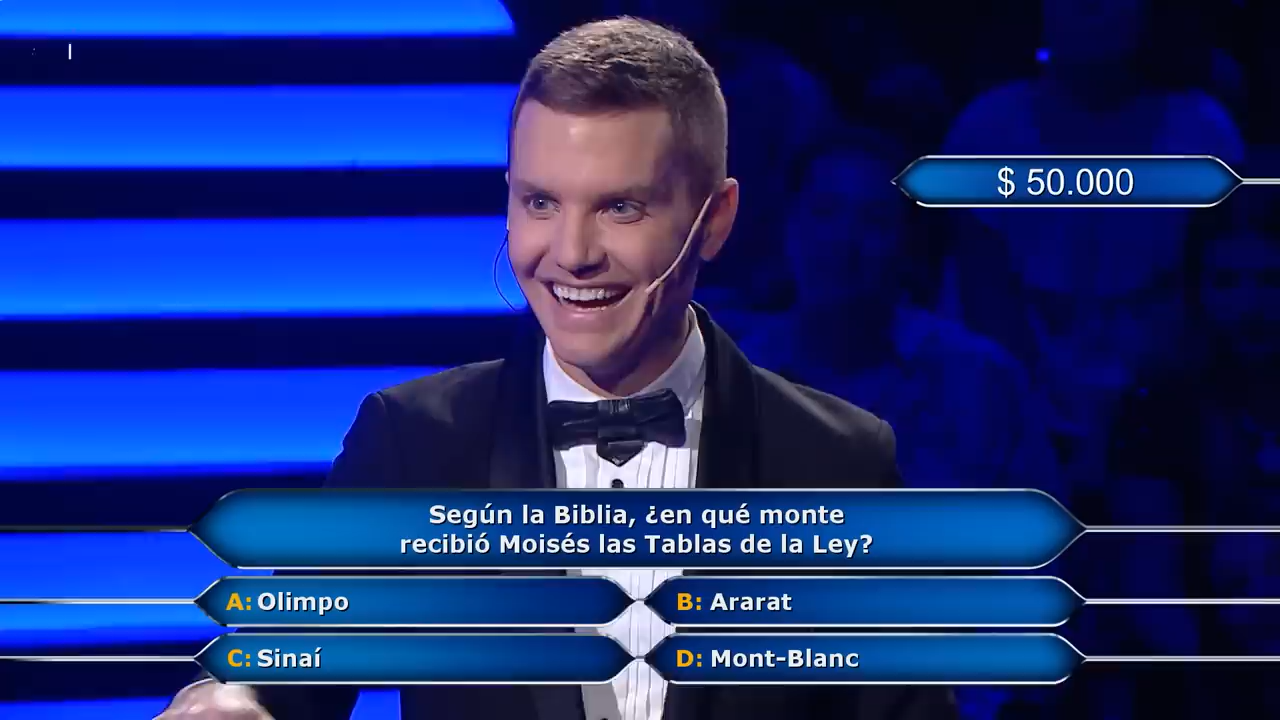 $ 50.000
Según la Biblia, ¿en qué monte
recibió Moisés las Tablas de la Ley?
A: Olimpo
B: Ararat
C: Sinaí
D: Mont-Blanc